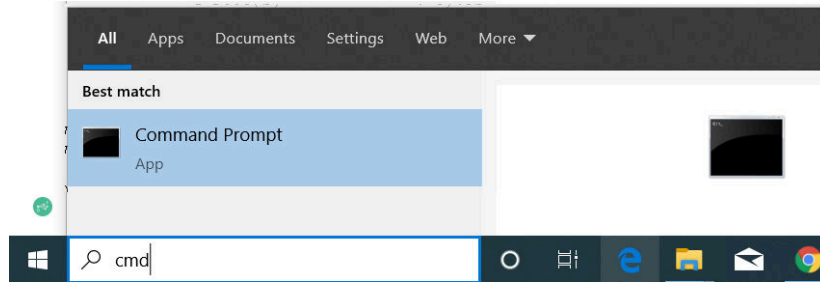 All Apps Documents Settings Web More
Best match
Command Prompt
App
cmd